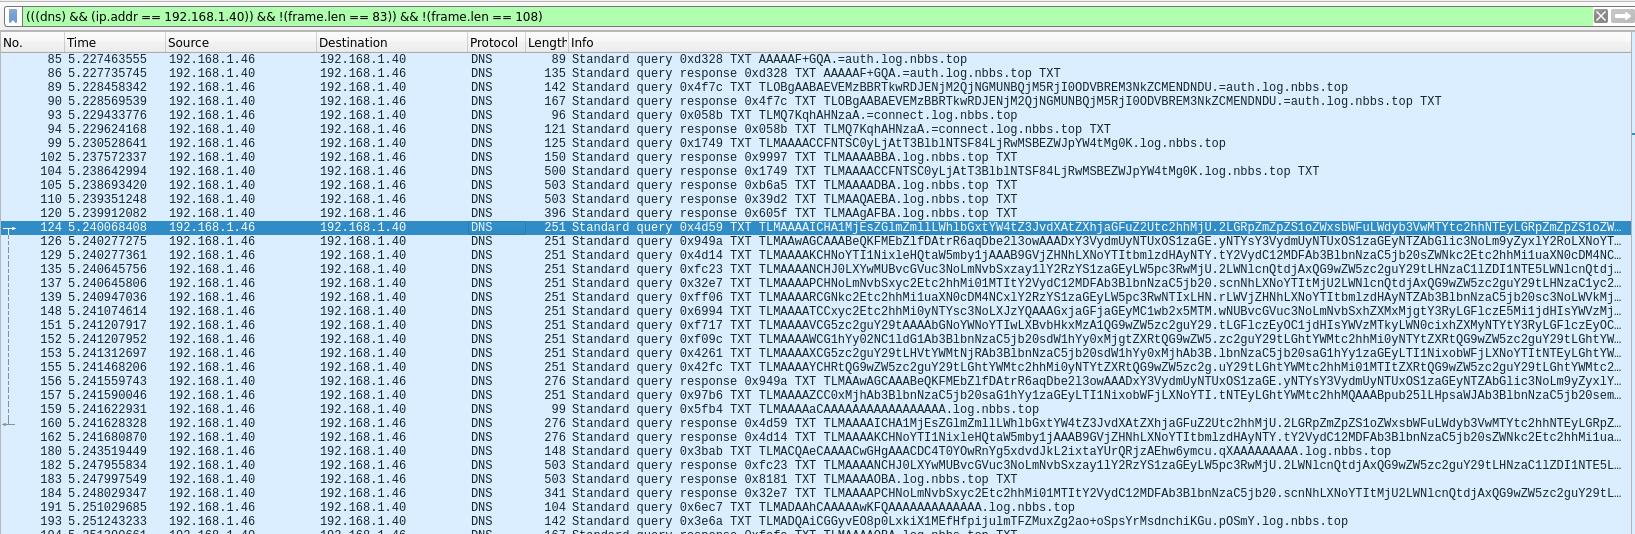 (((dns) && (ip.addr == 192.168.1.40)) && !(frame.len == 83)) && !(frame.len == 108)
No. Time Source Destination Protocol Length Info
85 5.227463555 192.168.1.46 192.168.1.40 DNS 89 Standard query 0xd328 TXT AAAAAF+GQA.=auth.log.nbbs.top
86 5.227735745 192.168.1.40 192.168.1.46 DNS 135 Standard query response 0xd328 TXT AAAAAF+GQA.=auth.log.nbbs.top TXT
89 5.228458342 192.168.1.46 192.168.1.40 DNS 142 Standard query 0x4f7c TXT TLOBgAABAEVEMzBBRTkwRDJENjM2QjNGMUNBQjM5RjI0ODVBREM3NkZCMENDNDU.=auth.log.nbbs.top
90 5.228569539 192.168.1.40 192.168.1.46 DNS 167 Standard query response 0x4f7c TXT TLOBgAABAEVEMzBBRTkwRDJENjM2QjNGMUNBQjM5RjI0ODVBREM3NkZCMENDNDU.=auth.log.nbbs.top TXT
93 5.229433776 192.168.1.46 192.168.1.40 DNS 96 Standard query 0x058b TXT TLMQ7KqhAHNzaA.=connect.log.nbbs.top
94 5.229624168 192.168.1.40 192.168.1.46 DNS 121 Standard query response 0x058b TXT TLMQ7KqhAHNzaA.=connect.log.nbbs.top TXT
99 5.230528641 192.168.1.46 192.168.1.40 DNS 125 Standard query 0x1749 TXT TLMAAAACCFNTSC0yLjAtT3BlblNTSF84LjRwMSBEZWJpYW4tMg0K.log.nbbs.top
102 5.237572337 192.168.1.40 192.168.1.46 DNS 150 Standard query response 0x9997 TXT TLMAAAABBA.log.nbbs.top TXT
104 5.238642994 192.168.1.40 192.168.1.46 DNS 500 Standard query response 0x1749 TXT TLMAAAACCFNTSC0yLjAtT3BlblNTSF84LjRwMSBEZWJpYW4tMg0K.log.nbbs.top TXT
105 5.238693420 192.168.1.40 192.168.1.46 DNS 503 Standard query response 0xb6a5 TXT TLMAAAADBA.log.nbbs.top TXT
110 5.239351248 192.168.1.40 192.168.1.46 DNS 503 Standard query response 0x39d2 TXT TLMAAQAEBA.log.nbbs.top TXT
120 5.239912082 192.168.1.40 192.168.1.46 DNS 396 Standard query response 0x605f TXT TLMAAgAFBA.log.nbbs.top TXT
124 5.240068408 192.168.1.46 192.168.1.40 DNS 251 Standard query 0x4d59 TXT TLMAAAAICHA1MjEsZGlmZmllLWhlbGxtYW4tZ3JvdXAtZXhjaGFuZ2Utc2hhMjU.2LGRpZmZpZS1oZWxsbWFuLWdyb3VwMTYtc2hhNTEyLGRpZmZpZS1oZW…
126 5.240277275 192.168.1.46 192.168.1.40 DNS 251 Standard query 0x949a TXT TLMAAwAGCAAABeQKFMEbZlfDAtrR6aqDbe2l3owAAADxY3VydmUyNTUxOS1zaGE.yNTYsY3VydmUyNTUxOS1zaGEyNTZAbGlic3NoLm9yZyxlY2RoLXNoYT…
129 5.240277361 192.168.1.46 192.168.1.40 DNS 251 Standard query 0x4d14 TXT TLMAAAAKCHNoYTI1NixleHQtaW5mby1jAAAB9GVjZHNhLXNoYTItbmlzdHAyNTY.tY2VydC12MDFAb3BlbnNzaC5jb20sZWNkc2Etc2hhMi1uaXN0cDM4NC…
135 5.240645756 192.168.1.46 192.168.1.40 DNS 251 Standard query 0xfc23 TXT TLMAAAANCHJ0LXYwMUBvcGVuc3NoLmNvbSxzay1lY2RzYS1zaGEyLW5pc3RwMjU.2LWNlcnQtdjAxQG9wZW5zc2guY29tLHNzaC1lZDI1NTE5LWNlcnQtdj…
137 5.240645806 192.168.1.46 192.168.1.40 DNS 251 Standard query 0x32e7 TXT TLMAAAAPCHNoLmNvbSxyc2Etc2hhMi01MTItY2VydC12MDFAb3BlbnNzaC5jb20.scnNhLXNoYTItMjU2LWNlcnQtdjAxQG9wZW5zc2guY29tLHNzaC1yc2…
139 5.240947036 192.168.1.46 192.168.1.40 DNS 251 Standard query 0xff06 TXT TLMAAAARCGNkc2Etc2hhMi1uaXN0cDM4NCxlY2RzYS1zaGEyLW5pc3RwNTIxLHN.rLWVjZHNhLXNoYTItbmlzdHAyNTZAb3BlbnNzaC5jb20sc3NoLWVkMj…
148 5.241074614 192.168.1.46 192.168.1.40 DNS 251 Standard query 0x6994 TXT TLMAAAATCCxyc2Etc2hhMi0yNTYsc3NoLXJzYQAAAGxjaGFjaGEyMC1wb2x5MTM.wNUBvcGVuc3NoLmNvbSxhZXMxMjgtY3RyLGFlczE5Mi1jdHIsYWVzMj…
151 5.241207917 192.168.1.46 192.168.1.40 DNS 251 Standard query 0xf717 TXT TLMAAAAVCG5zc2guY29tAAAAbGNoYWNoYTIwLXBvbHkxMzA1QG9wZW5zc2guY29.tLGFlczEyOC1jdHIsYWVzMTkyLWN0cixhZXMyNTYtY3RyLGFlczEyOC…
152 5.241207952 192.168.1.46 192.168.1.40 DNS 251 Standard query 0xf09c TXT TLMAAAAWCG1hYy02NC1ldG1Ab3BlbnNzaC5jb20sdW1hYy0xMjgtZXRtQG9wZW5.zc2guY29tLGhtYWMtc2hhMi0yNTYtZXRtQG9wZW5zc2guY29tLGhtYW…
153 5.241312697 192.168.1.46 192.168.1.40 DNS 251 Standard query 0x4261 TXT TLMAAAAXCG5zc2guY29tLHVtYWMtNjRAb3BlbnNzaC5jb20sdW1hYy0xMjhAb3B.lbnNzaC5jb20saG1hYy1zaGEyLTI1NixobWFjLXNoYTItNTEyLGhtYW…
155 5.241468206 192.168.1.46 192.168.1.40 DNS 251 Standard query 0x42fc TXT TLMAAAAYCHRtQG9wZW5zc2guY29tLGhtYWMtc2hhMi0yNTYtZXRtQG9wZW5zc2g.uY29tLGhtYWMtc2hhMi01MTItZXRtQG9wZW5zc2guY29tLGhtYWMtc2…
156 5.241559743 192.168.1.40 192.168.1.46 DNS 276 Standard query response 0x949a TXT TLMAAwAGCAAABeQKFMEbZlfDAtrR6aqDbe2l3owAAADxY3VydmUyNTUxOS1zaGE.yNTYsY3VydmUyNTUxOS1zaGEyNTZAbGlic3NoLm9yZyxlY…
157 5.241590046 192.168.1.46 192.168.1.40 DNS 251 Standard query 0x97b6 TXT TLMAAAAZCC0xMjhAb3BlbnNzaC5jb20saG1hYy1zaGEyLTI1NixobWFjLXNoYTI.tNTEyLGhtYWMtc2hhMQAAABpub25lLHpsaWJAb3BlbnNzaC5jb20sem…
159 5.241622931 192.168.1.46 192.168.1.40 DNS 99 Standard query 0x5fb4 TXT TLMAAAAaCAAAAAAAAAAAAAAAAA.log.nbbs.top
160 5.241628328 192.168.1.40 192.168.1.46 DNS 276 Standard query response 0x4d59 TXT TLMAAAAICHA1MjEsZGlmZmllLWhlbGxtYW4tZ3JvdXAtZXhjaGFuZ2Utc2hhMjU.2LGRpZmZpZS1oZWxsbWFuLWdyb3VwMTYtc2hhNTEyLGRpZ…
162 5.241680870 192.168.1.40 192.168.1.46 DNS 276 Standard query response 0x4d14 TXT TLMAAAAKCHNoYTI1NixleHQtaW5mby1jAAAB9GVjZHNhLXNoYTItbmlzdHAyNTY.tY2VydC12MDFAb3BlbnNzaC5jb20sZWNkc2Etc2hhMi1ua…
180 5.243519449 192.168.1.46 192.168.1.40 DNS 148 Standard query 0x3bab TXT TLMACQAeCAAAACwGHgAAACDC4T0YOwRnYg5xdvdJkL2ixtaYUrQRjzAEhw6ymcu.qXAAAAAAAAA.log.nbbs.top
182 5.247955834 192.168.1.40 192.168.1.46 DNS 503 Standard query response 0xfc23 TXT TLMAAAANCHJ0LXYwMUBvcGVuc3NoLmNvbSxzay1lY2RzYS1zaGEyLW5pc3RwMjU.2LWNlcnQtdjAxQG9wZW5zc2guY29tLHNzaC1lZDI1NTE5L…
183 5.247997549 192.168.1.40 192.168.1.46 DNS 503 Standard query response 0x8181 TXT TLMAAAAOBA.log.nbbs.top TXT
184 5.248029347 192.168.1.40 192.168.1.46 DNS 341 Standard query response 0x32e7 TXT TLMAAAAPCHNoLmNvbSxyc2Etc2hhMi01MTItY2VydC12MDFAb3BlbnNzaC5jb20.scnNhLXNoYTItMjU2LWNlcnQtdjAxQG9wZW5zc2guY29tL…
191 5.251029685 192.168.1.46 192.168.1.40 DNS 104 Standard query 0x6ec7 TXT TLMADAAhCAAAAAwKFQAAAAAAAAAAAAA.log.nbbs.top
193 5.251243233 192.168.1.46 192.168.1.40 DNS 142 Standard query 0x3e6a TXT TLMADQAiCGGyvEO8p0LxkiX1MEfHfpijulmTFZMuxZg2ao+oSpsYrMsdnchiKGu.pOSmY.log.nbbs.top